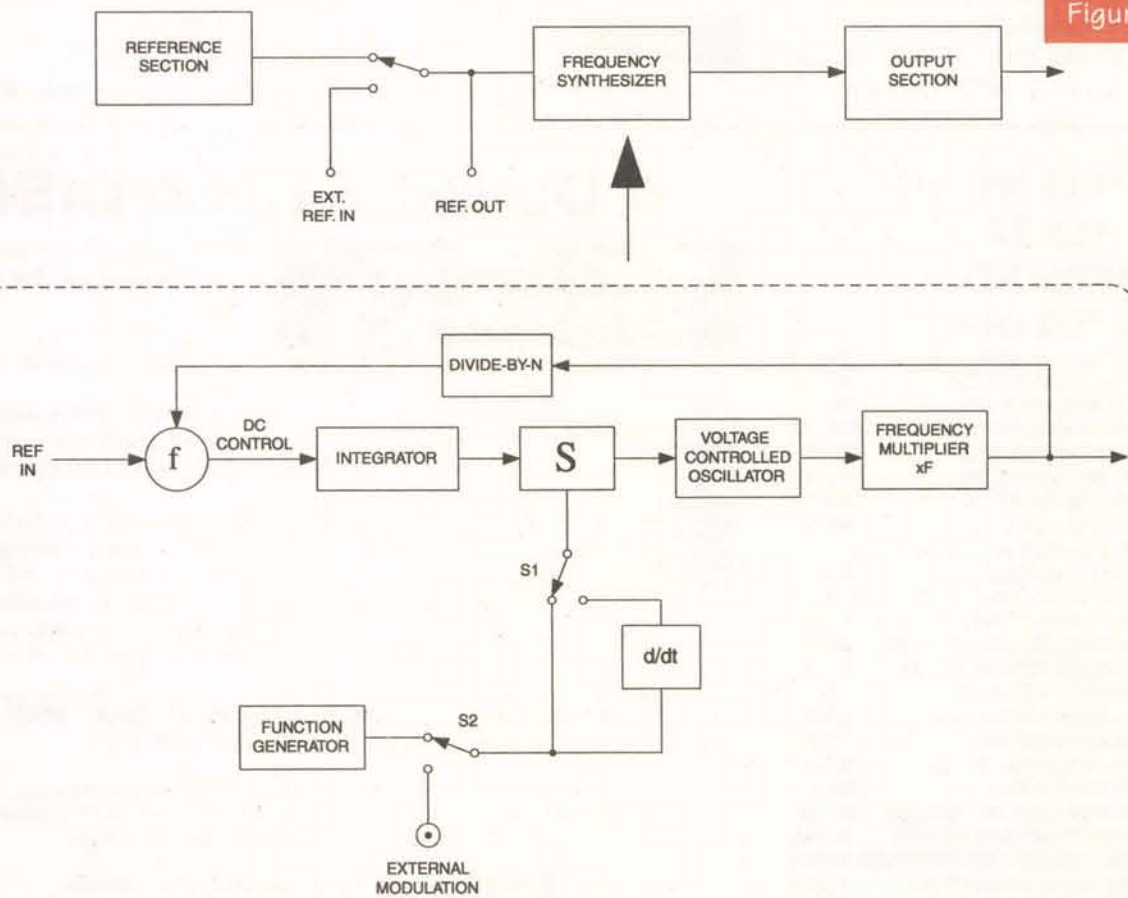 Figur
REFERENCE
SECTION
FREQUENCY
SYNTHESIZER
OUTPUT
SECTION
EXT.
REF. IN
REF. OUT
DIVIDE-BY-N
REF
IN
f
DC
CONTROL
INTEGRATOR
S
VOLTAGE
CONTROLLED
OSCILLATOR
FREQUENCY
MULTIPLIER
xF
S1
d/dt
FUNCTION
GENERATOR
S2
EXTERNAL
MODULATION